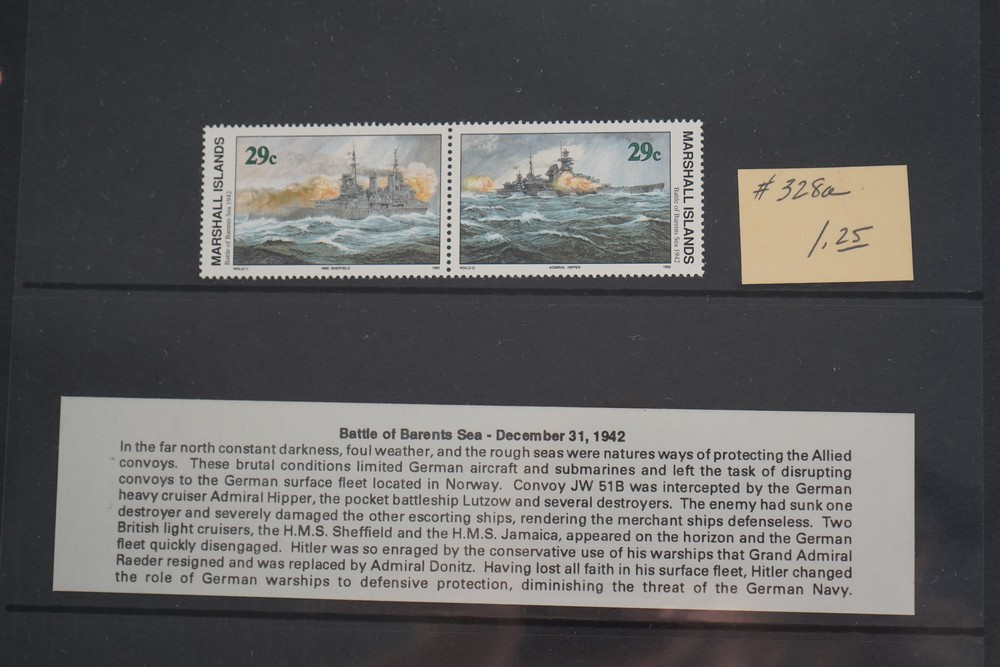 MARSHALL ISLANDS
Battle of Barents Sea 1942
29c
HMS SHEFFIELD
1992
29c
MARSHALL ISLANDS
Battle of Barents Sea 1942
ADMIRAL HIPPER
1992
# 328a
1.25
Battle of Barents Sea - December 31, 1942
In the far north constant darkness, foul weather, and the rough seas were natures ways of protecting the Allied
convoys. These brutal conditions limited German aircraft and submarines and left the task of disrupting
convoys to the German surface fleet located in Norway. Convoy JW 51B was intercepted by the German
heavy cruiser Admiral Hipper, the pocket battleship Lutzow and several destroyers. The enemy had sunk one
destroyer and severely damaged the other escorting ships, rendering the merchant ships defenseless. Two
British light cruisers, the H.M.S. Sheffield and the H.M.S. Jamaica, appeared on the horizon and the German
fleet quickly disengaged. Hitler was so enraged by the conservative use of his warships that Grand Admiral
Raeder resigned and was replaced by Admiral Donitz. Having lost all faith in his surface fleet, Hitler changed
the role of German warships to defensive protection, diminishing the threat of the German Navy.